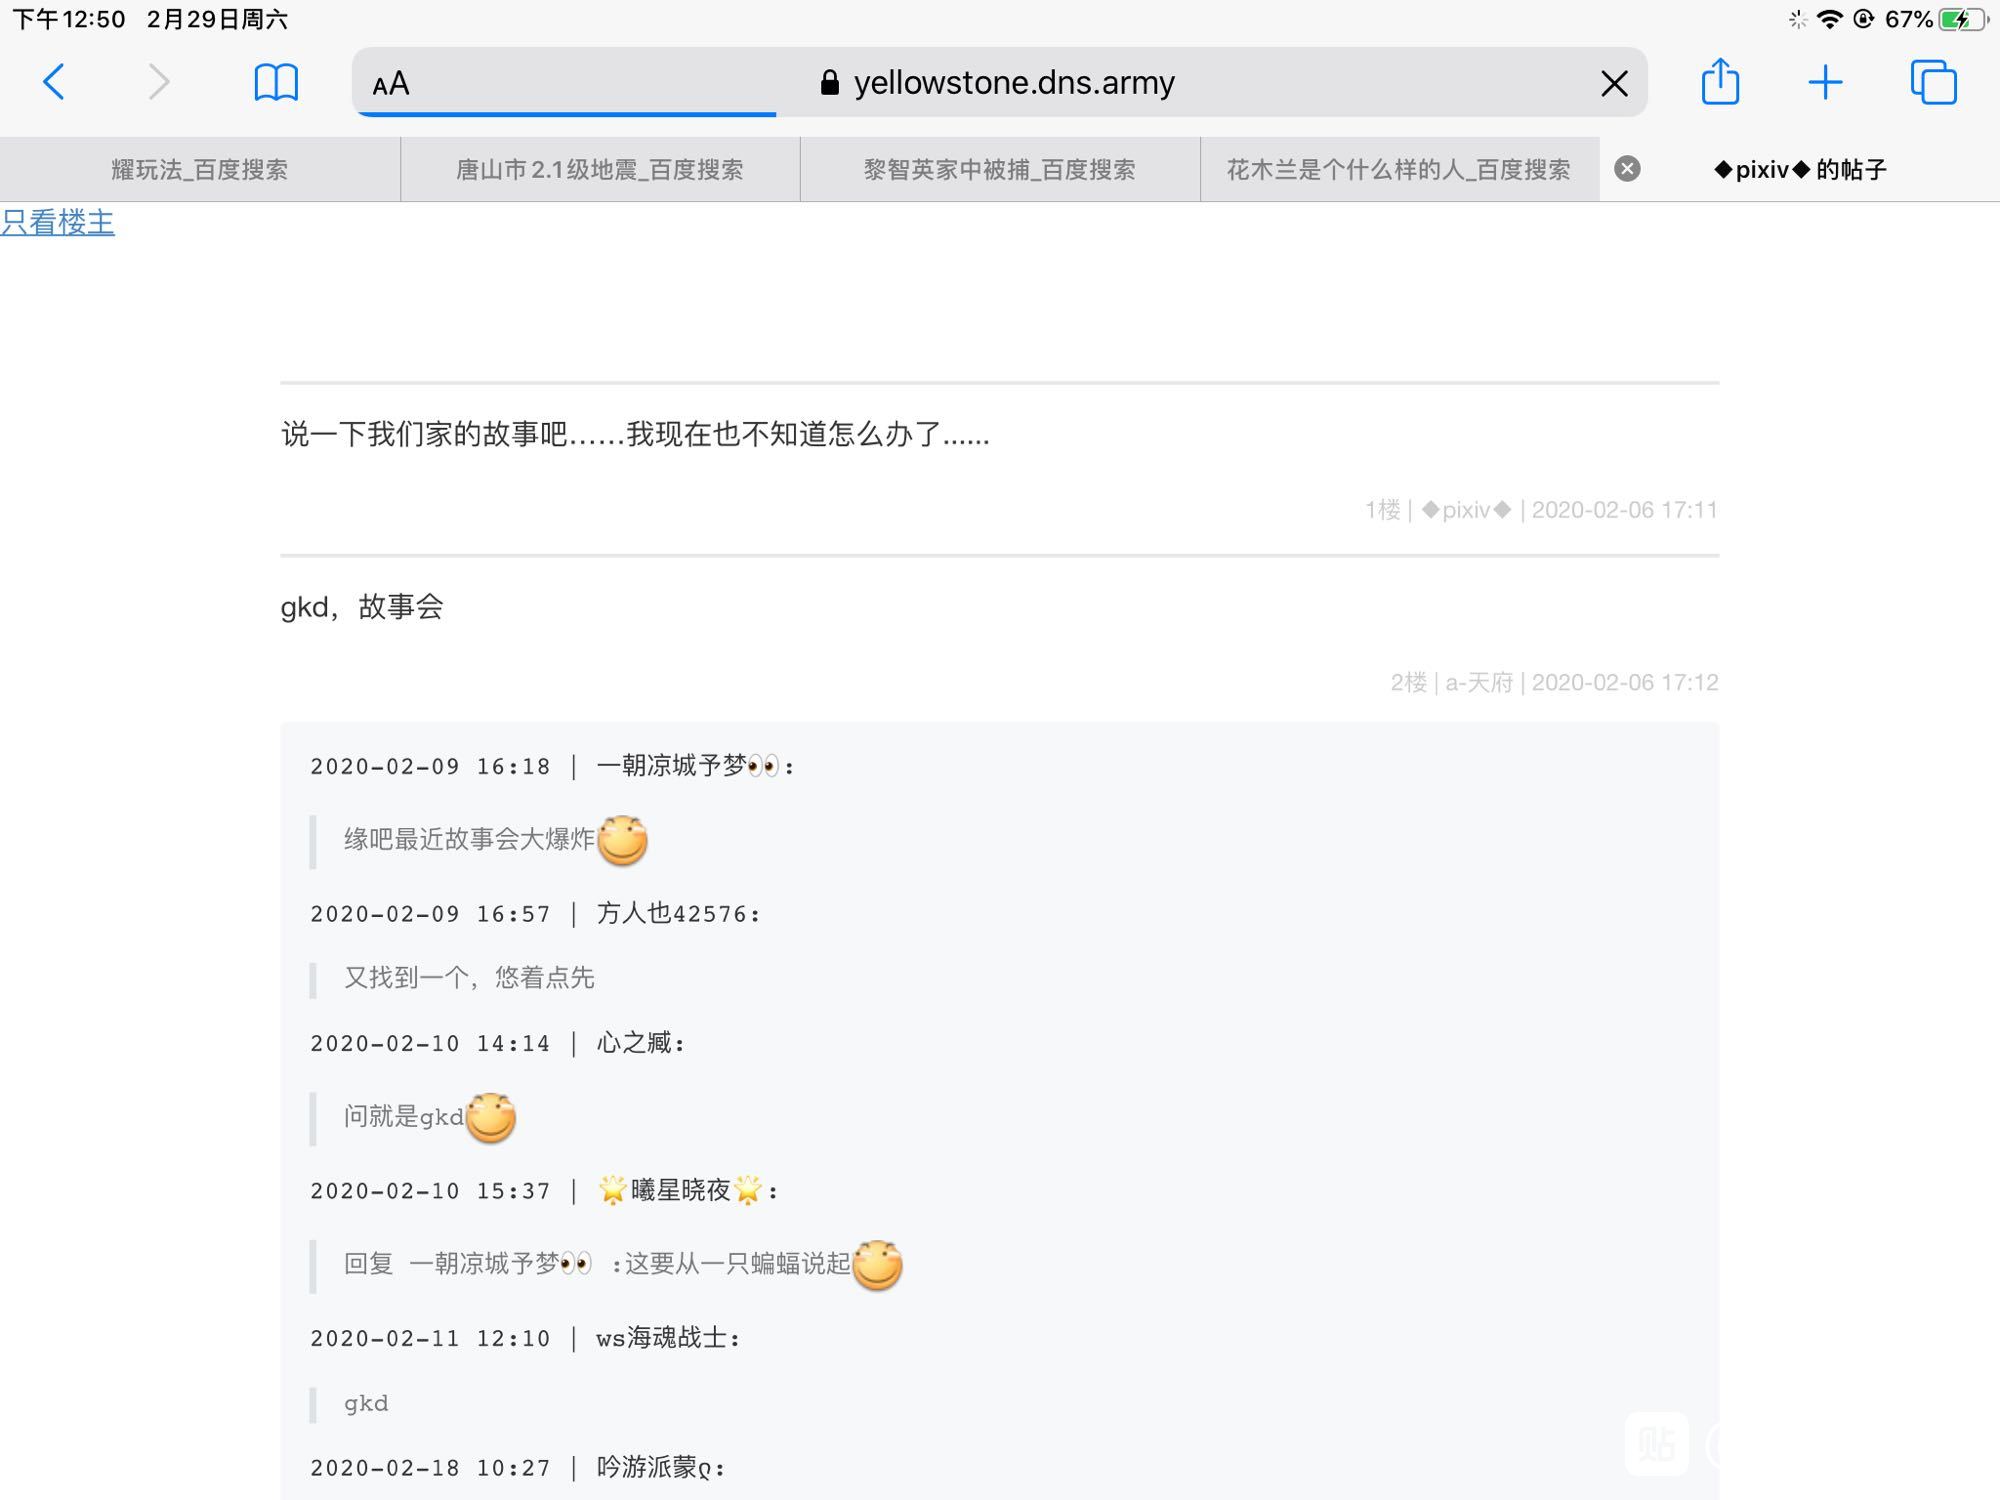 下午12:50 2月29日周六
67%
AA
yellowstone.dns.army
耀玩法_百度搜索
唐山市2.1级地震_百度搜索
黎智英家中被捕_百度搜索
花木兰是个什么样的人_百度搜索
◆pixiv◆的帖子
只看楼主
说一下我们家的故事吧……我现在也不知道怎么办了......
1楼 | ◆pixiv◆ | 2020-02-06 17:11
gkd，故事会
2楼 | a-天府 | 2020-02-06 17:12
2020-02-09 16:18 | 一朝凉城予梦👀:
缘吧最近故事会大爆炸
2020-02-09 16:57 | 方人也42576:
又找到一个，悠着点先
2020-02-10 14:14 | 心之臧:
问就是gkd
2020-02-10 15:37 | 🌟曦星晓夜🌟:
回复 一朝凉城予梦👀 :这要从一只蝙蝠说起
2020-02-11 12:10 | ws海魂战士:
gkd
2020-02-18 10:27 | 吟游派蒙ლ:
贴